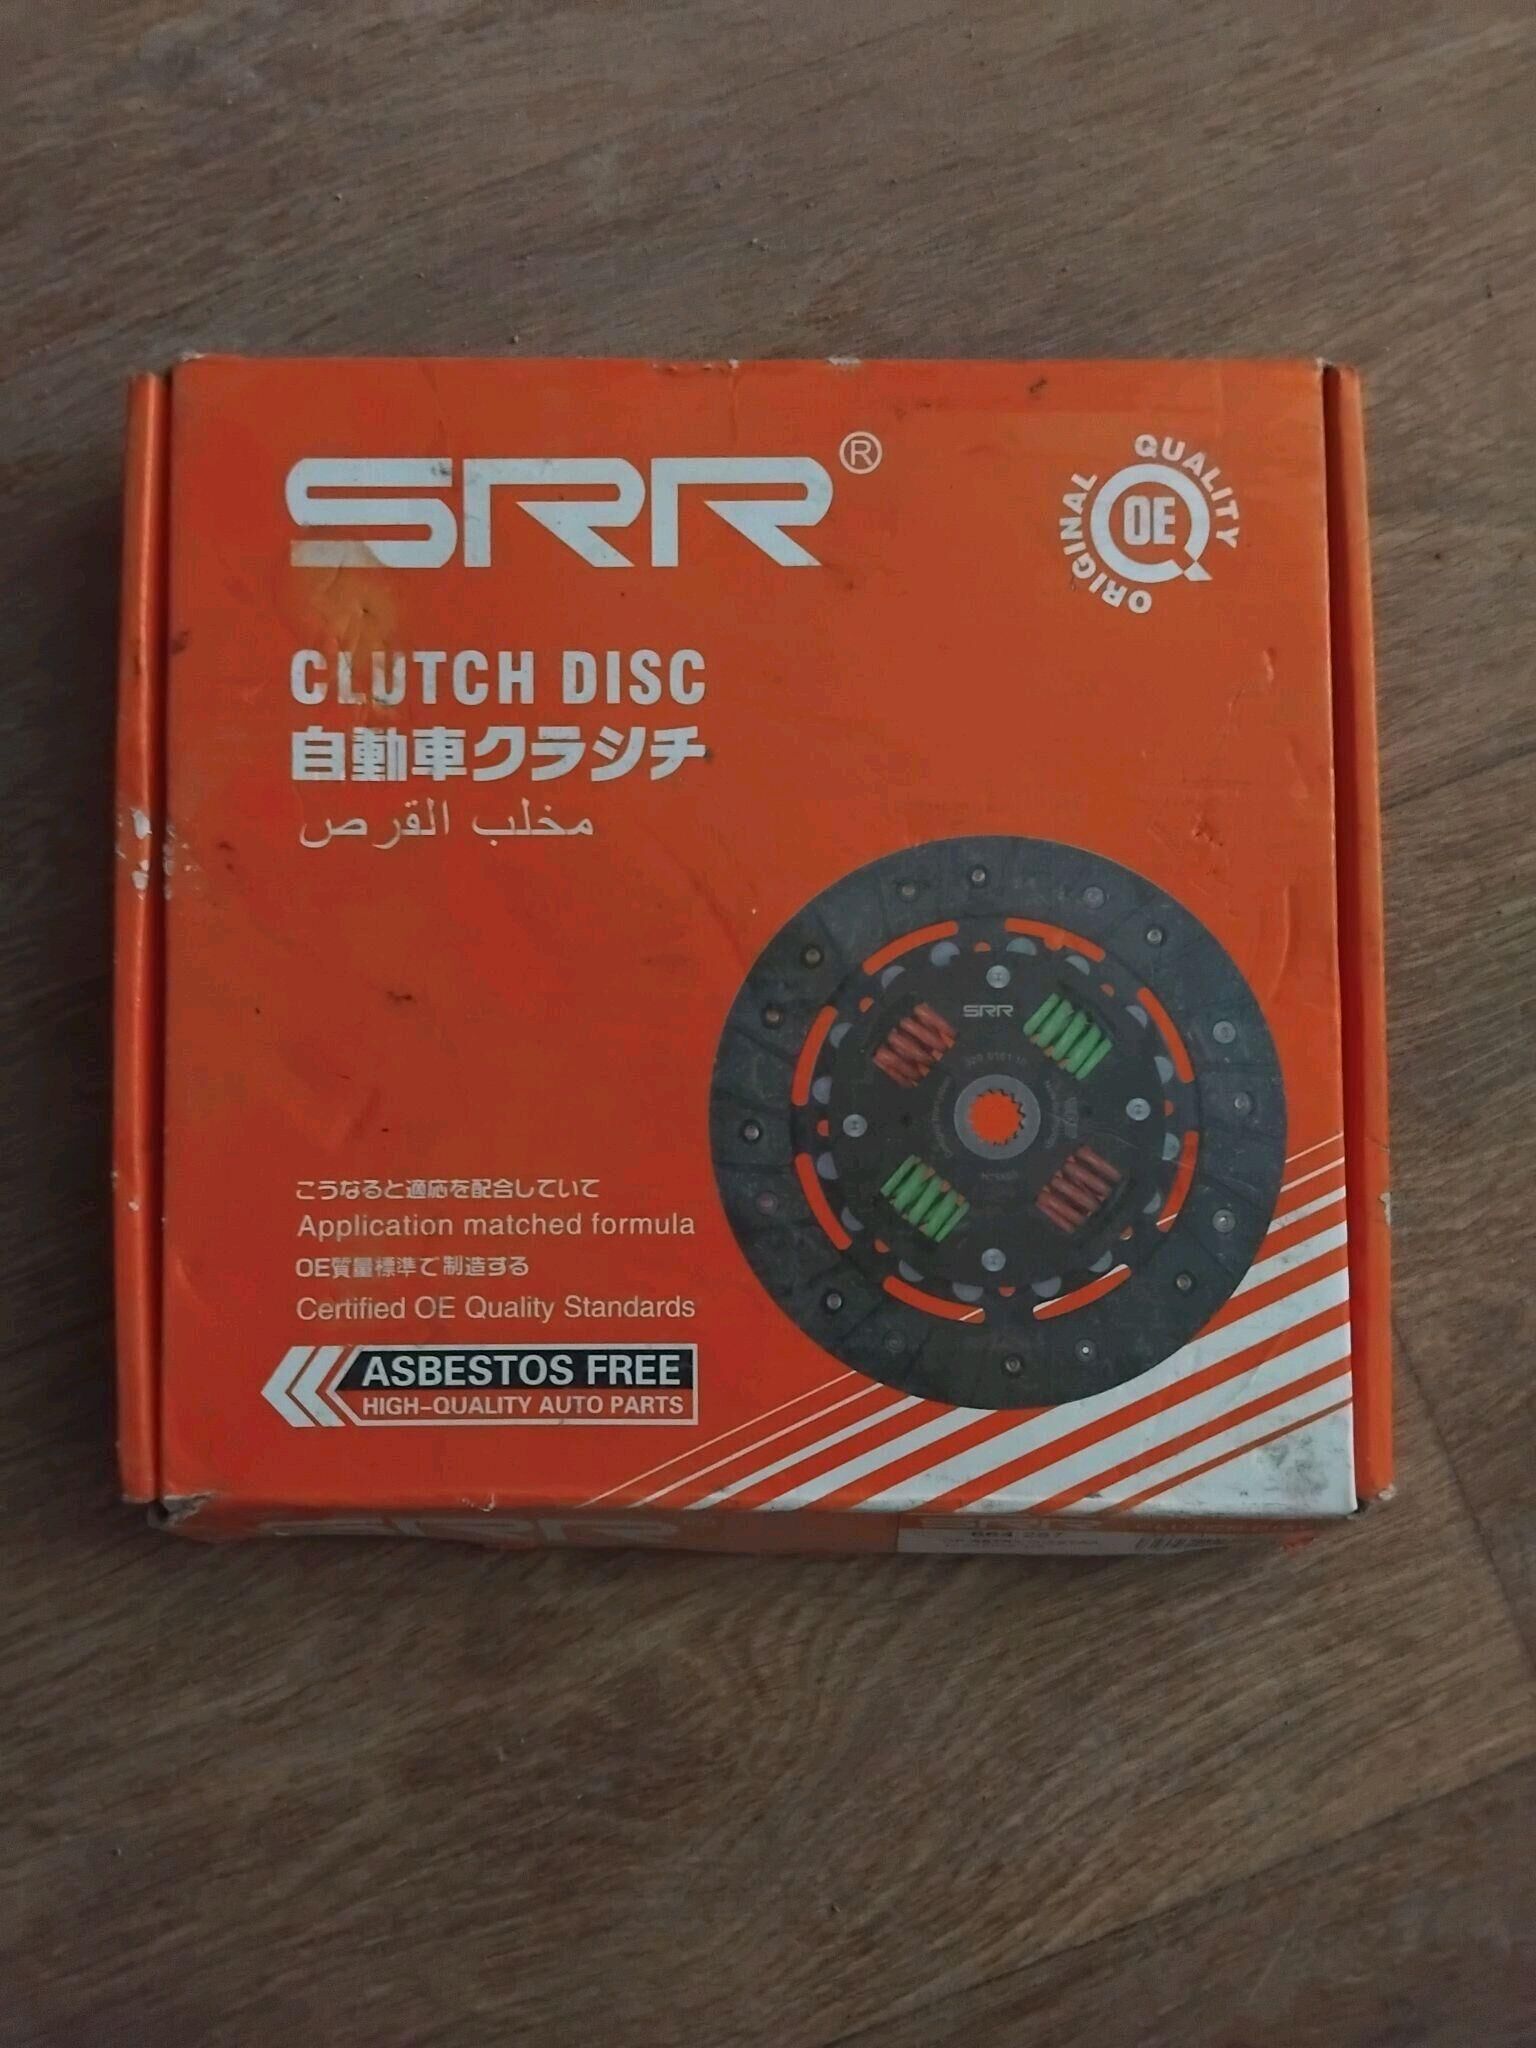 SRR®
ORIGINAL QUALITY
OE
CLUTCH DISC
自動車クラシチ
مخلب القرص
SRR
こうなると適応を配合していて
Application matched formula
OE質量標準で制造する
Certified OE Quality Standards
ASBESTOS FREE
HIGH-QUALITY AUTO PARTS
SRR
664 287